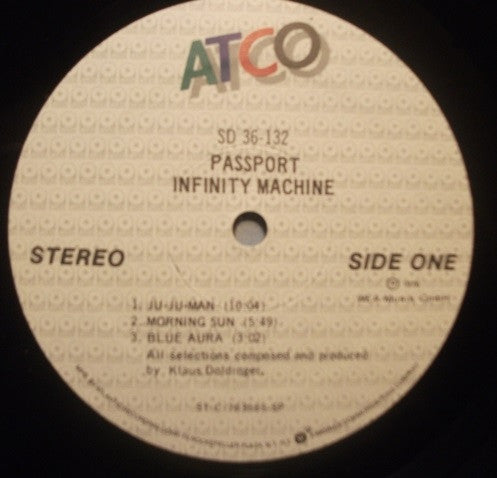 ATCO
SD 36-132
PASSPORT
INFINITY MACHINE
STEREO
SIDE ONE
1. JU-JU-MAN (10:04)
2. MORNING SUN (5:49)
3. BLUE AURA (3:02)
All selections composed and produced
by Klaus Doldinger.